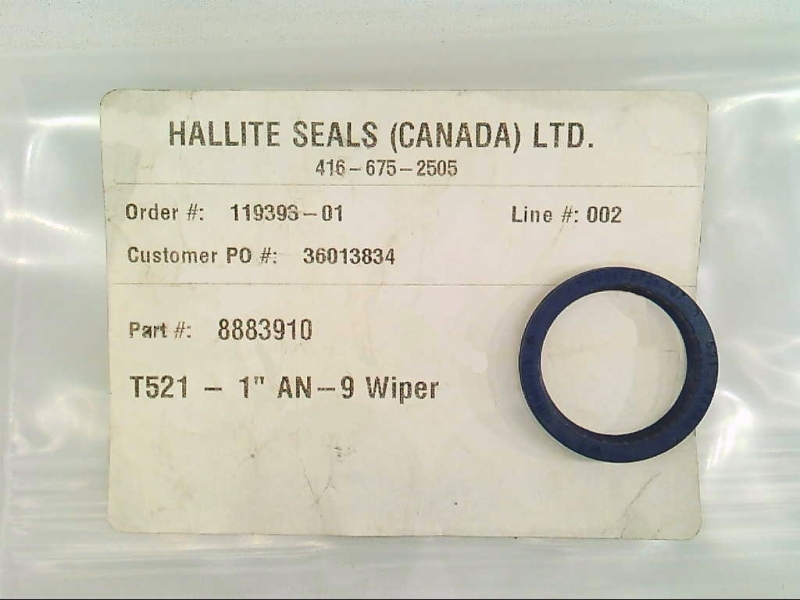 HALLITE SEALS (CANADA) LTD.
416-675-2505
Order #: 119393-01 Line #: 002
Customer PO #: 36013834
Part #: 8883910
T521 - 1" AN-9 Wiper